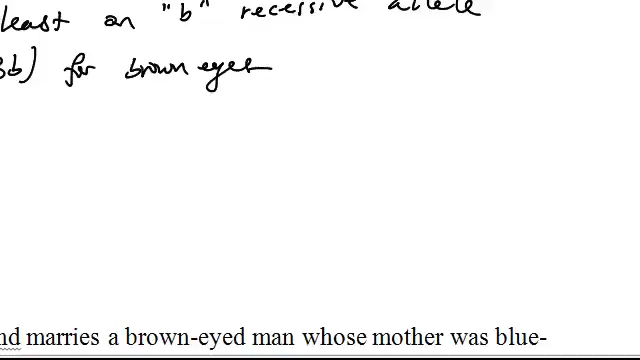 least an "b" recessive allele
Bb) for brown eyes
nd marries a brown-eyed man whose mother was blue-